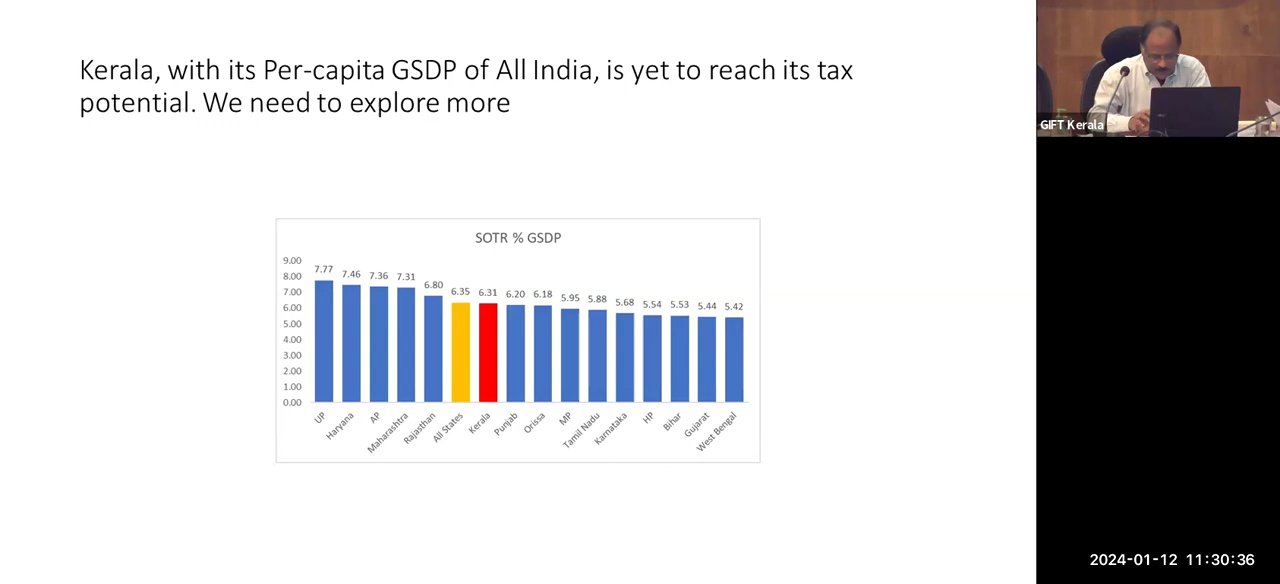 Kerala, with its Per-capita GSDP of All India, is yet to reach its tax
potential. We need to explore more
GIFT Kerala
SOTR % GSDP
9.00
8.00
7.00
6.00
5.00
4.00
3.00
2.00
1.00
0.00
7.77
7.46
7.36
7.31
6.80
6.35
6.31
6.20
6.18
5.95
5.88
5.68
5.54
5.53
5.44
5.42
UP
Haryana
AP
Maharashtra
Rajasthan
All States
Kerala
Punjab
Orissa
MP
Tamil Nadu
Karnataka
HP
Bihar
Gujarat
West Bengal
2024-01-12 11:30:36